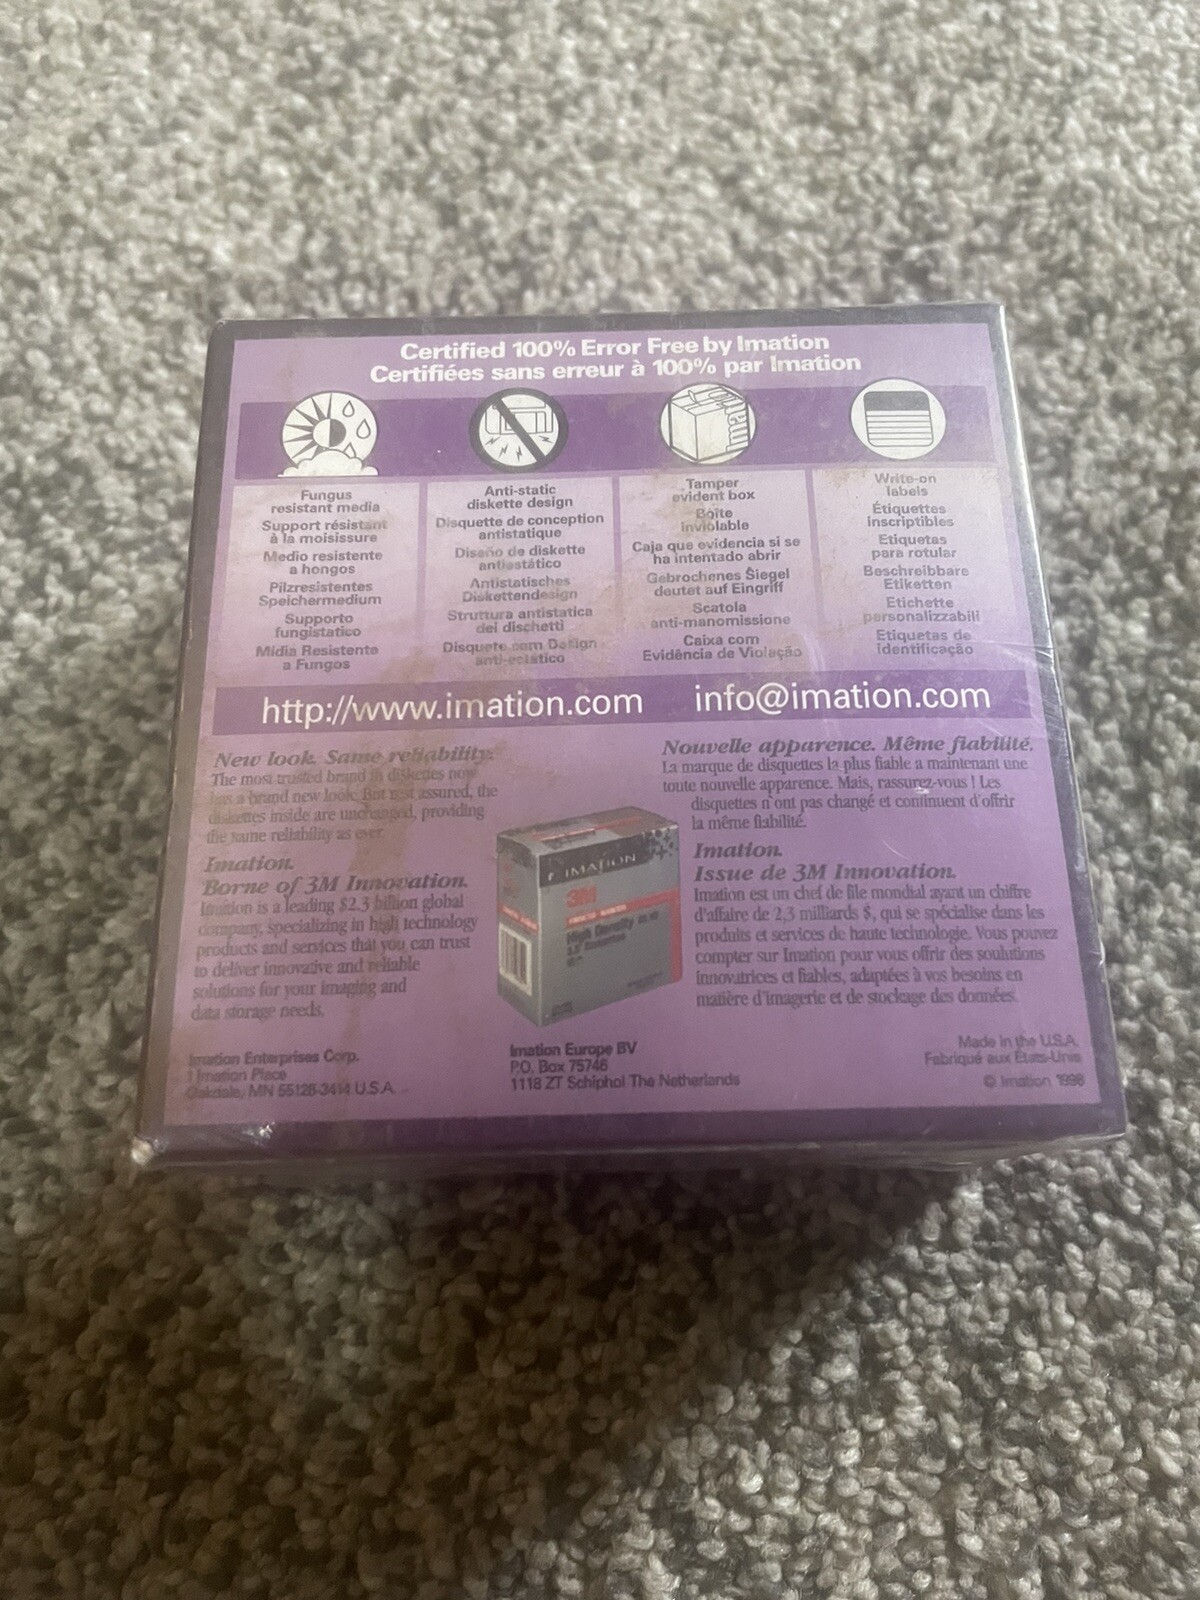 Certified 100% Error Free by Imation
Certifiées sans erreur à 100% par Imation
Fungus
resistant media
Support résistant
à la moisissure
Medio resistente
a hongos
Pilzresistentes
Speichermedium
Supporto
fungistatico
Midia Resistente
a Fungos
Anti-static
diskette design
Disquette de conception
antistatique
Diseño de diskette
antiestático
Antistatisches
Diskettendesign
Struttura antistatica
dei dischetti
Disquete com Design
anti-estático
Tamper
evident box
Boîte
inviolable
Caja que evidencia si se
ha intentado abrir
Gebrochenes Siegel
deutet auf Eingriff
Scatola
anti-manomissione
Caixa com
Evidência de Violação
Write-on
labels
Étiquettes
inscriptibles
Etiquetas
para rotular
Beschreibbare
Etiketten
Etichette
personalizzabili
Etiquetas de
identificação
http://www.imation.com info@imation.com
New look. Same reliability.
The most trusted brand in diskettes now
has a brand new look. But rest assured, the
diskettes inside are unchanged, providing
the same reliability as ever.
Imation.
Borne of 3M Innovation.
Imation is a leading $2.3 billion global
company, specializing in high technology
products and services that you can trust
to deliver innovative and reliable
solutions for your imaging and
data storage needs.
IMATION
3M
High Density
Nouvelle apparence. Même fiabilité.
La marque de disquettes la plus fiable a maintenant une
toute nouvelle apparence. Mais, rassurez-vous ! Les
disquettes n'ont pas changé et continuent d'offrir
la même fiabilité.
Imation.
Issue de 3M Innovation.
Imation est un chef de file mondial ayant un chiffre
d'affaire de 2,3 milliards $, qui se spécialise dans les
produits et services de haute technologie. Vous pouvez
compter sur Imation pour vous offrir des soulutions
innovatrices et fiables, adaptées à vos besoins en
matière d'imagerie et de stockage des données.
Imation Enterprises Corp.
1 Imation Place
Oakdale, MN 55128-3414 U.S.A.
Imation Europe BV
P.O. Box 75746
1118 ZT Schiphol The Netherlands
Made in the U.S.A.
Fabriqué aux États-Unis
© Imation 1996